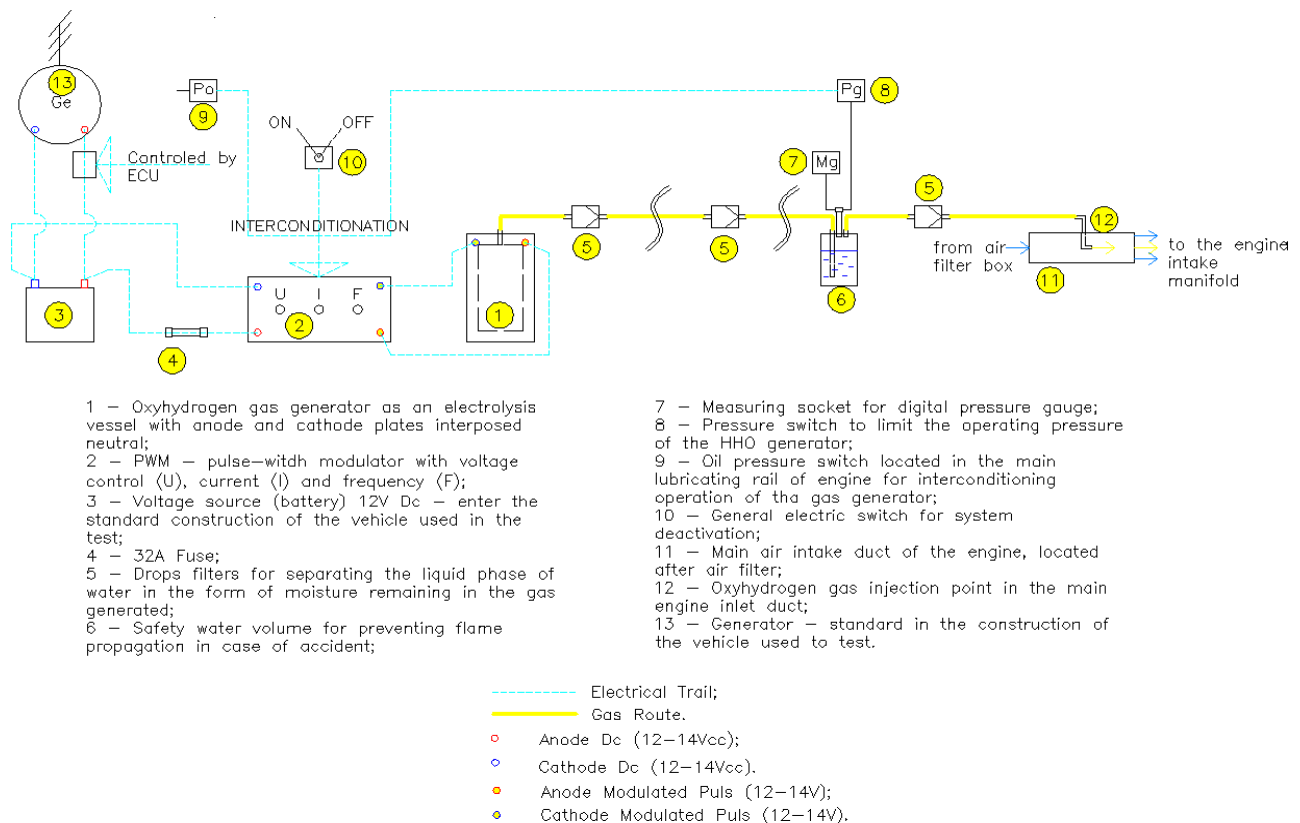 13
Ge
Po
9
ON
OFF
10
Pg
8
Controled by
ECU
7
Mg
5
INTERCONDITIONATION
5
5
12
from air
filter box
to the engine
intake
manifold
11
6
3
U I F
2
1
4
1 – Oxyhydrogen gas generator as an electrolysis
vessel with anode and cathode plates interposed
neutral;
2 – PWM – pulse–witdh modulator with voltage
control (U), current (I) and frequency (F);
3 – Voltage source (battery) 12V Dc – enter the
standard construction of the vehicle used in the
test;
4 – 32A Fuse;
5 – Drops filters for separating the liquid phase of
water in the form of moisture remaining in the gas
generated;
6 – Safety water volume for preventing flame
propagation in case of accident;
7 – Measuring socket for digital pressure gauge;
8 – Pressure switch to limit the operating pressure
of the HHO generator;
9 – Oil pressure switch located in the main
lubricating rail of engine for interconditioning
operation of tha gas generator;
10 – General electric switch for system
deactivation;
11 – Main air intake duct of the engine, located
after air filter;
12 – Oxyhydrogen gas injection point in the main
engine inlet duct;
13 – Generator – standard in the construction of
the vehicle used to test.
Electrical Trail;
Gas Route.
Anode Dc (12–14Vcc);
Cathode Dc (12–14Vcc).
Anode Modulated Puls (12–14V);
Cathode Modulated Puls (12–14V).